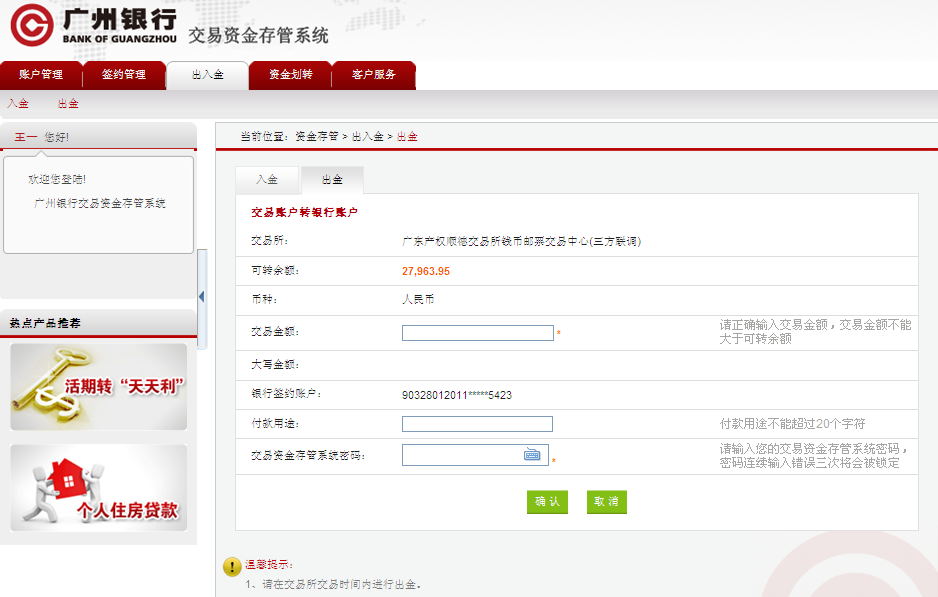 广州银行
BANK OF GUANGZHOU
交易资金存管系统
账户管理 签约管理 出入金 资金划转 客户服务
入金 出金
王一 您好!
欢迎您登陆!
广州银行交易资金存管系统
热点产品推荐
活期转“天天利”
个人住房贷款
当前位置：资金存管 > 出入金 > 出金
入金 出金
交易账户转银行账户
交易所： 广东产权顺德交易所钱币邮票交易中心(三方联调)
可转余额： 27,963.95
币种： 人民币
交易金额： * 请正确输入交易金额，交易金额不能
大于可转余额
大写金额：
银行签约账户： 90328012011*****5423
付款用途： 付款用途不能超过20个字符
交易资金存管系统密码： * 请输入您的交易资金存管系统密码，
密码连续输入错误三次将会被锁定
确 认 取 消
温馨提示：
1、请在交易所交易时间内进行出金。